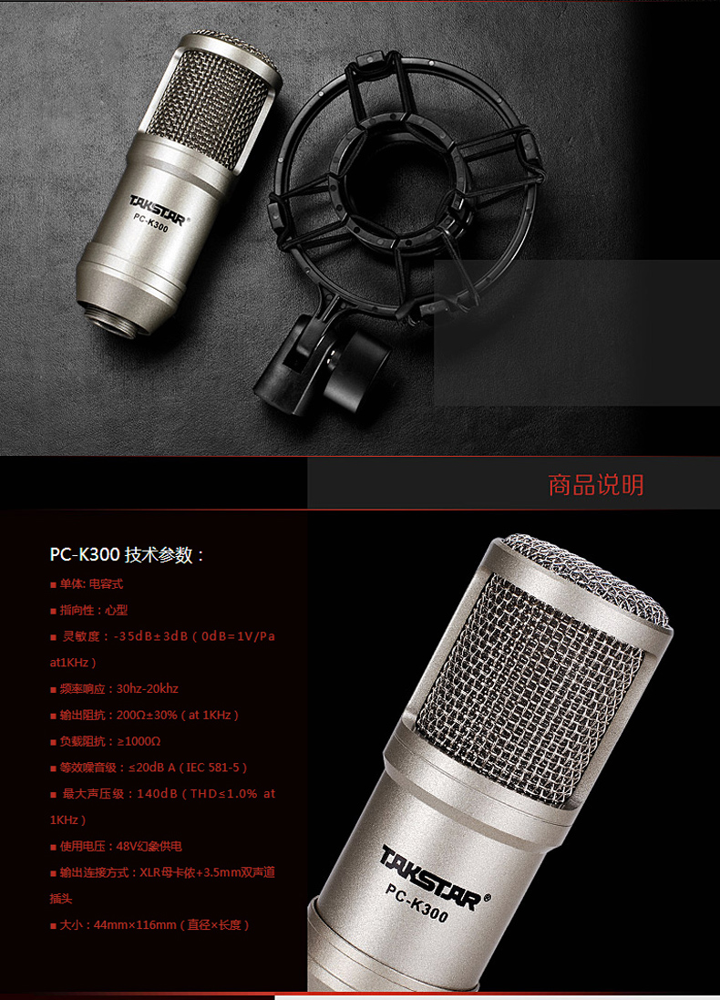 TAKSTAR®
PC-K300
商品说明
PC-K300 技术参数：
■ 单体: 电容式
■ 指向性：心型
■ 灵敏度：-35dB±3dB（0dB=1V/Pa
at1KHz）
■ 频率响应：30hz-20khz
■ 输出阻抗：200Ω±30%（at 1KHz）
■ 负载阻抗：≥1000Ω
■ 等效噪音级：≤20dB A（IEC 581-5）
■ 最大声压级：140dB（THD≤1.0% at
1KHz）
■ 使用电压：48V幻象供电
■ 输出连接方式：XLR母卡侬+3.5mm双声道
插头
■ 大小：44mm×116mm（直径×长度）
TAKSTAR®
PC-K300